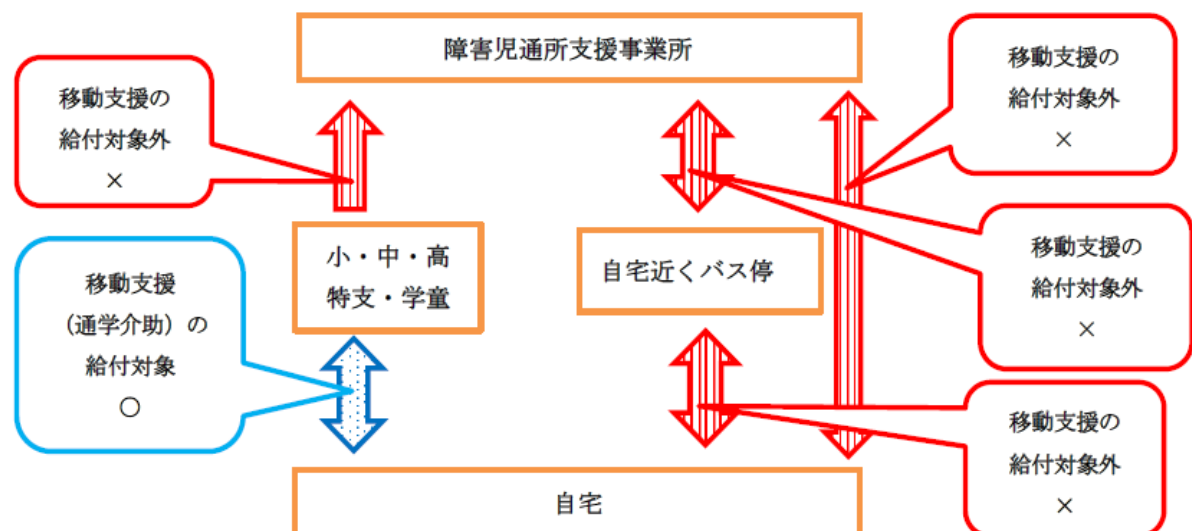 障害児通所支援事業所
移動支援の
給付対象外
×
移動支援の
給付対象外
×
小・中・高
特支・学童
自宅近くバス停
移動支援の
給付対象外
×
移動支援
（通学介助）の
給付対象
〇
移動支援の
給付対象外
×
自宅